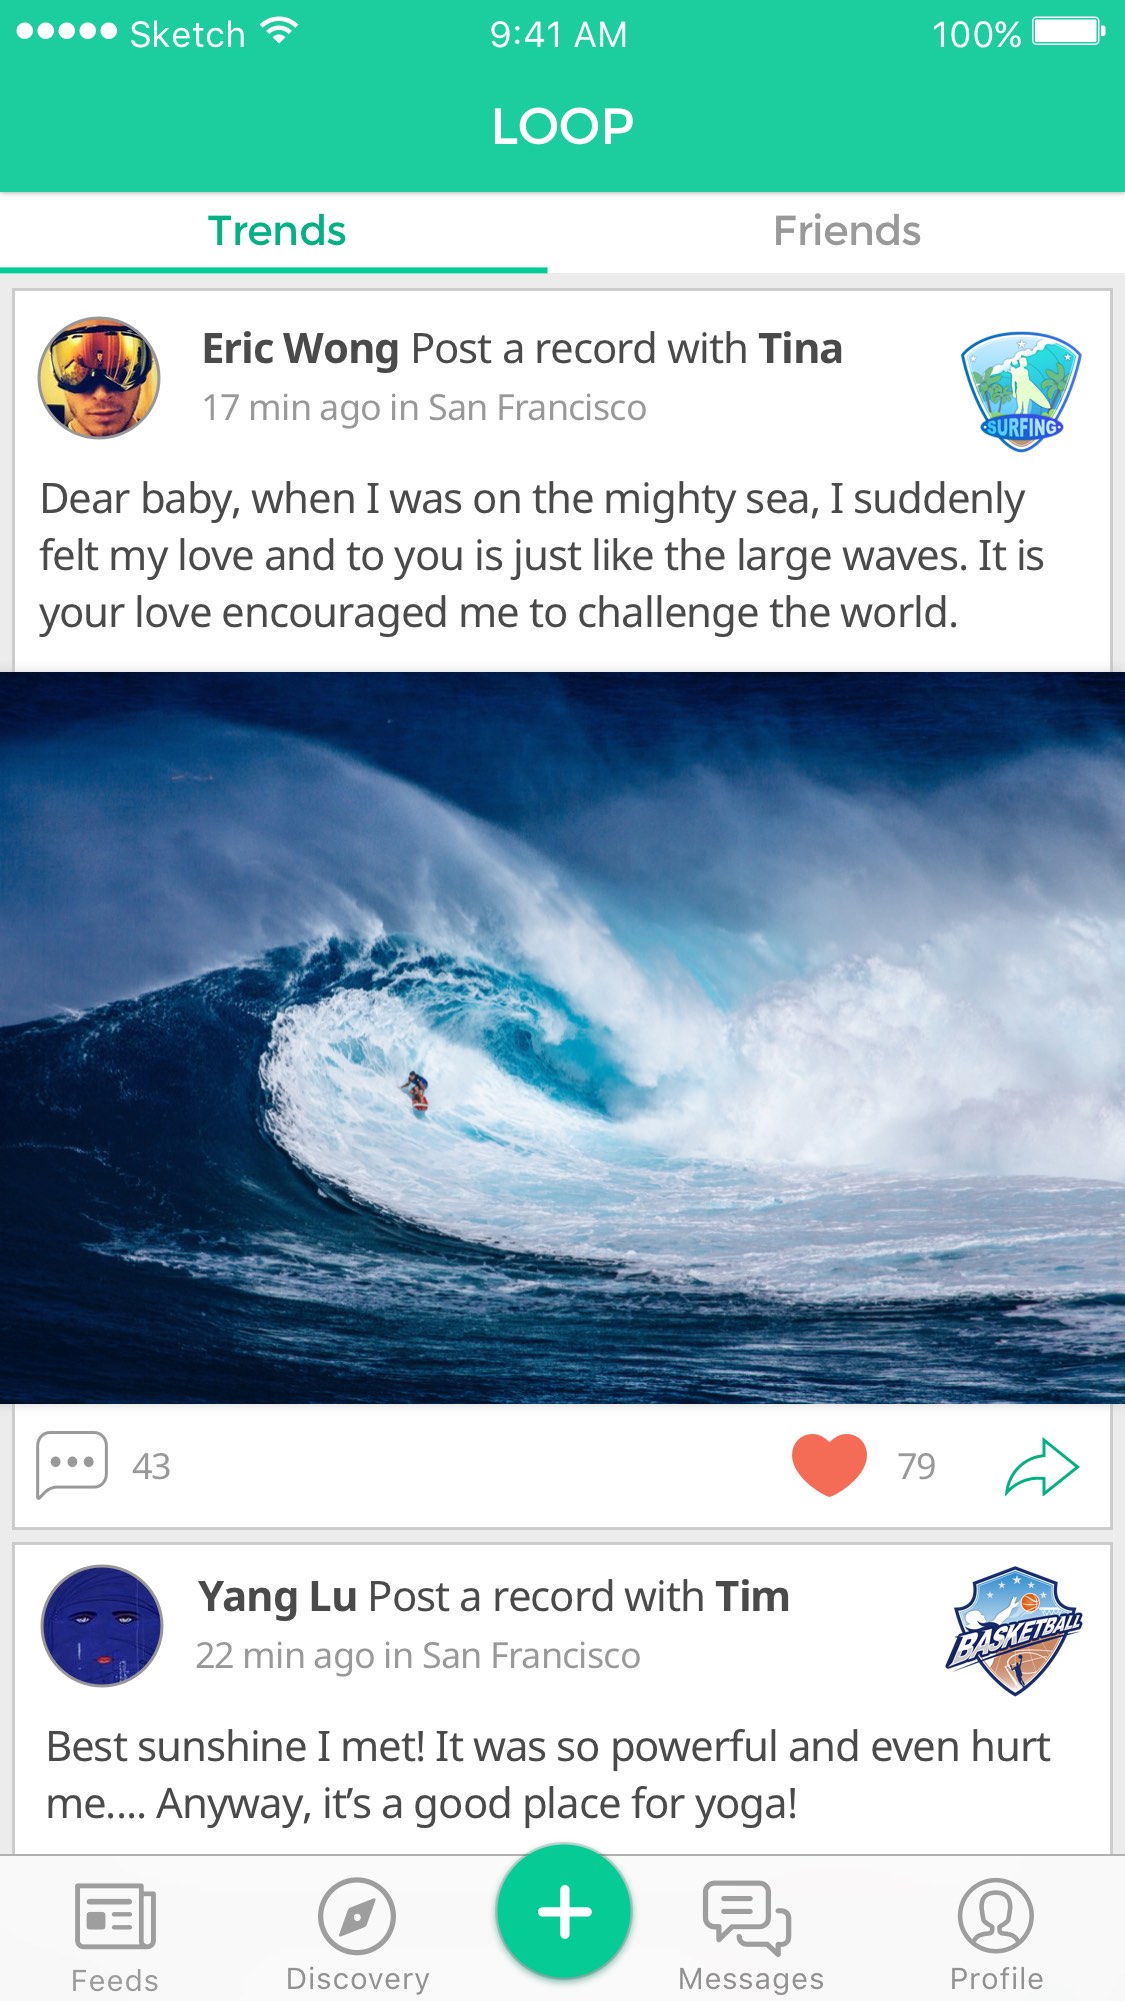 Sketch 9:41 AM 100%
LOOP
Trends Friends
Eric Wong Post a record with Tina
17 min ago in San Francisco
SURFING
Dear baby, when I was on the mighty sea, I suddenly
felt my love and to you is just like the large waves. It is
your love encouraged me to challenge the world.
43 79
Yang Lu Post a record with Tim
22 min ago in San Francisco
BASKETBALL
Best sunshine I met! It was so powerful and even hurt
me.... Anyway, it’s a good place for yoga!
Feeds Discovery Messages Profile